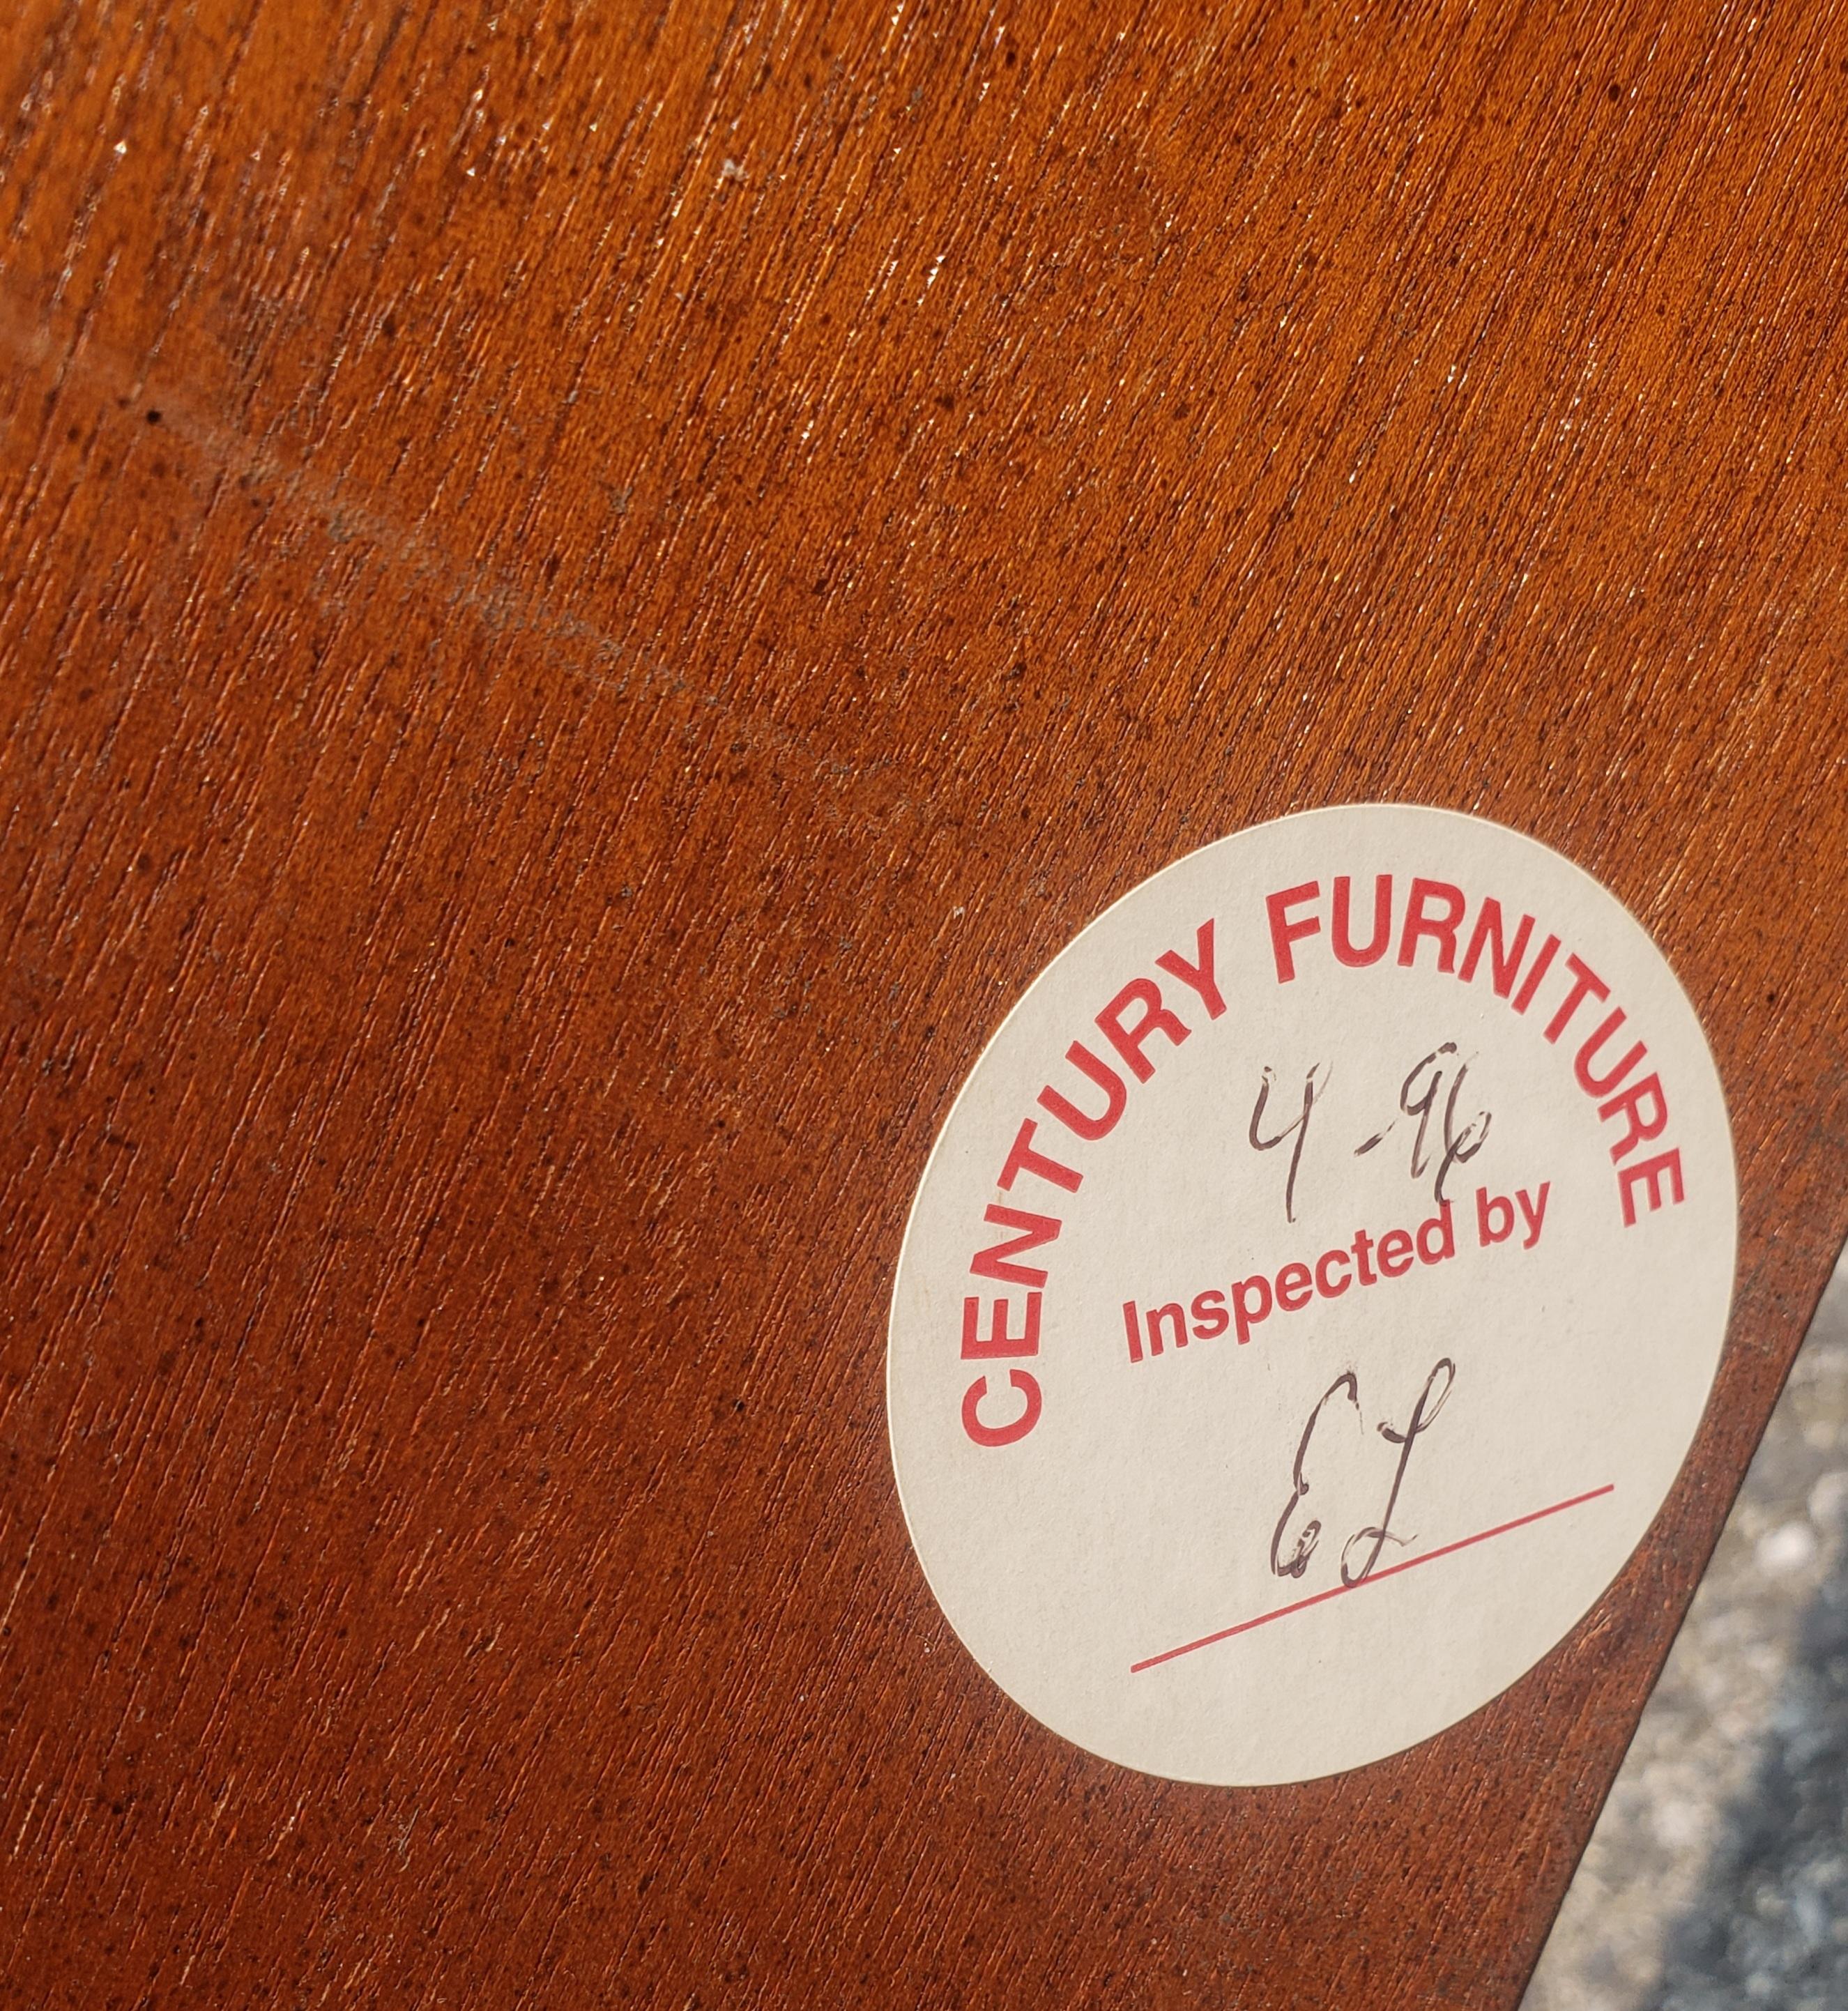 CENTURY FURNITURE
4-96
Inspected by
EL